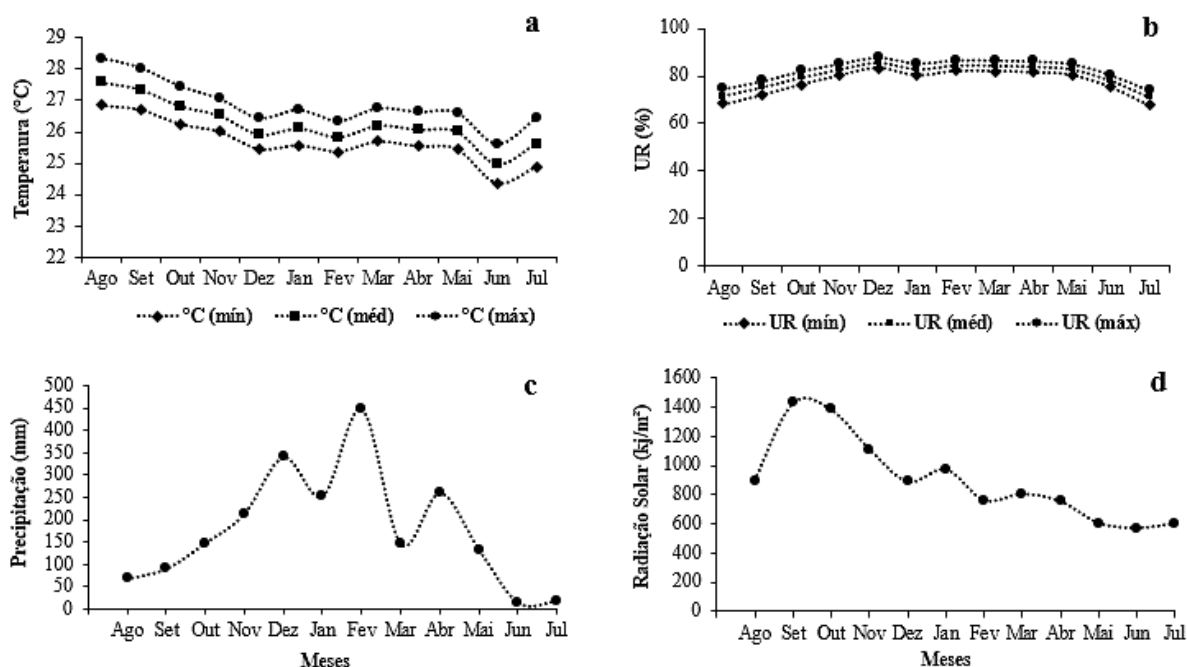 a
Temperaura (°C)
29
28
27
26
25
24
23
22
Ago Set Out Nov Dez Jan Fev Mar Abr Mai Jun Jul
°C (mín) °C (méd) °C (máx)
b
UR (%)
100
80
60
40
20
0
Ago Set Out Nov Dez Jan Fev Mar Abr Mai Jun Jul
UR (mín) UR (méd) UR (máx)
c
Precipitação (mm)
500
450
400
350
300
250
200
150
100
50
0
Ago Set Out Nov Dez Jan Fev Mar Abr Mai Jun Jul
Meses
d
Radiação Solar (kj/m²)
1600
1400
1200
1000
800
600
400
200
0
Ago Set Out Nov Dez Jan Fev Mar Abr Mai Jun Jul
Meses